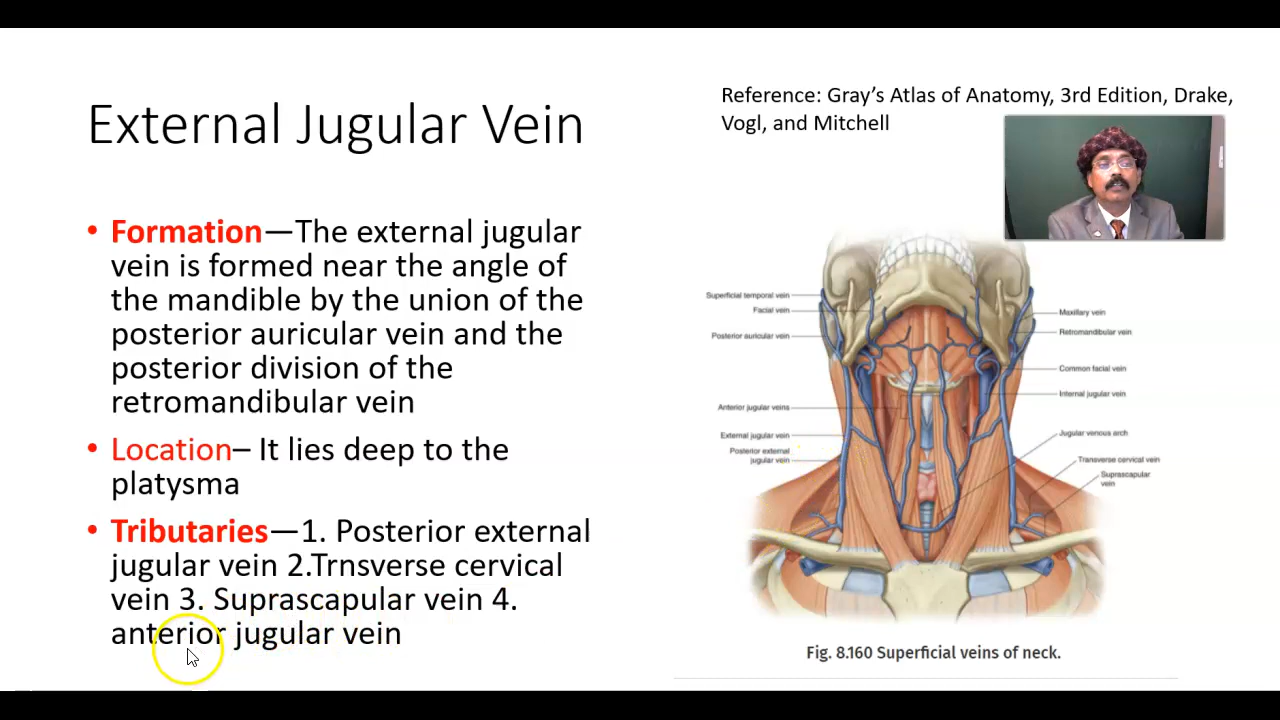 External Jugular Vein
Reference: Gray's Atlas of Anatomy, 3rd Edition, Drake,
Vogl, and Mitchell
• Formation—The external jugular
vein is formed near the angle of
the mandible by the union of the
posterior auricular vein and the
posterior division of the
retromandibular vein
• Location– It lies deep to the
platysma
• Tributaries—1. Posterior external
jugular vein 2.Trnsverse cervical
vein 3. Suprascapular vein 4.
anterior jugular vein
Superficial temporal vein
Facial vein
Posterior auricular vein
Anterior jugular veins
External jugular vein
Posterior external
jugular vein
Maxillary vein
Retromandibular vein
Common facial vein
Internal jugular vein
Jugular venous arch
Transverse cervical vein
Suprascapular
vein
Fig. 8.160 Superficial veins of neck.